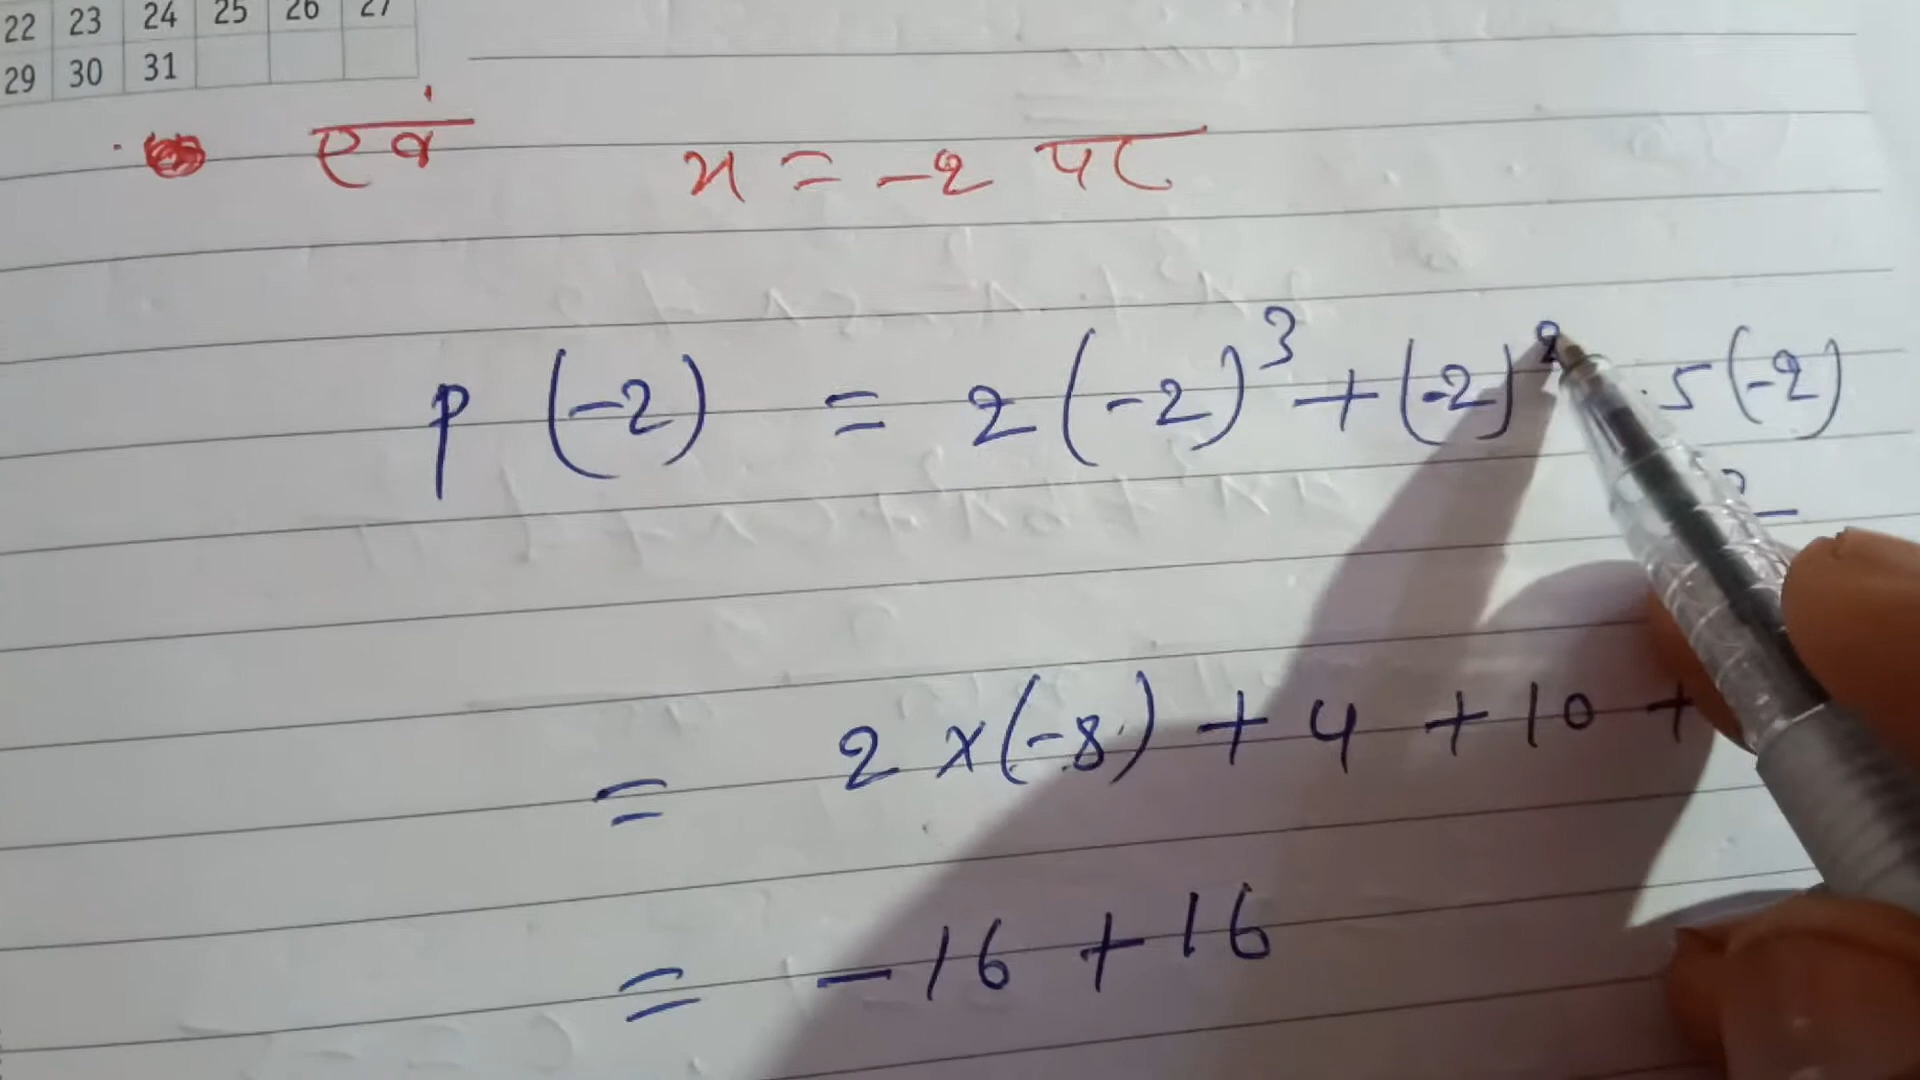 22 23 24 25 26 27
29 30 31
एवं x = -2 पर
p (-2) = 2(-2)³ + (-2)² 5(-2)
= 2 x(-8) + 4 + 10 +
= - 16 + 16